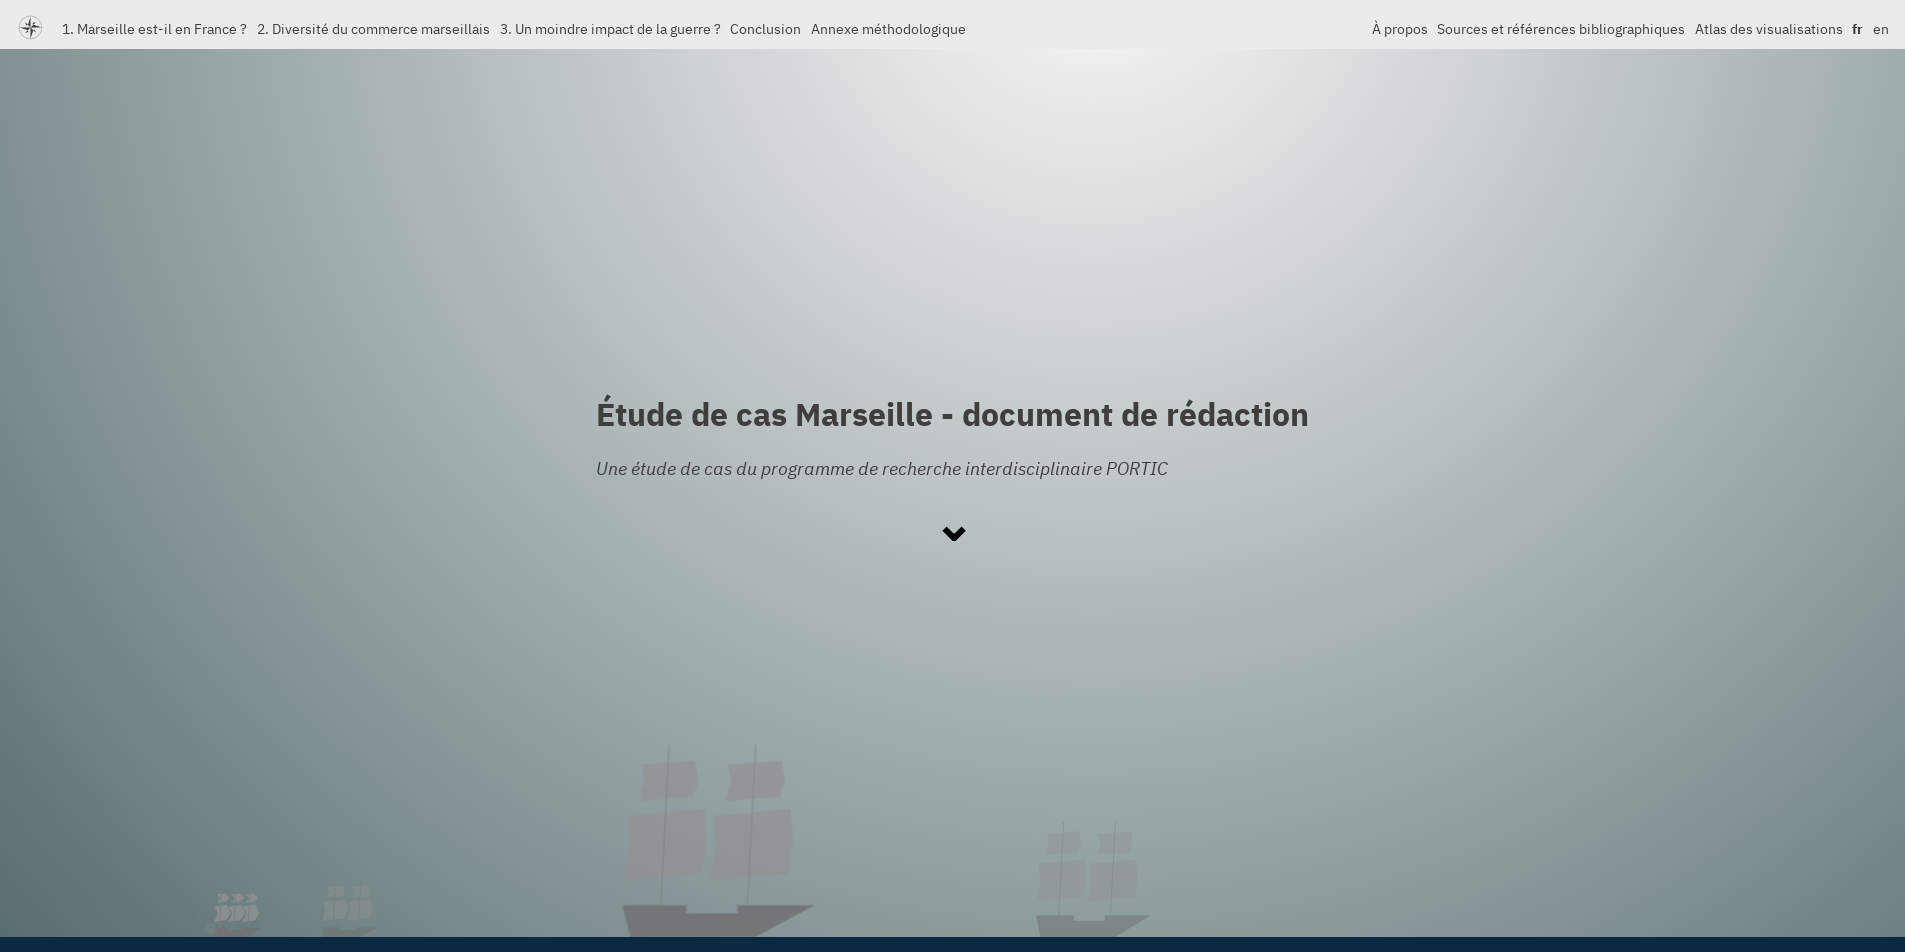 1. Marseille est-il en France ? 2. Diversité du commerce marseillais 3. Un moindre impact de la guerre ? Conclusion Annexe méthodologique À propos Sources et références bibliographiques Atlas des visualisations fr en
Étude de cas Marseille - document de rédaction
Une étude de cas du programme de recherche interdisciplinaire PORTIC